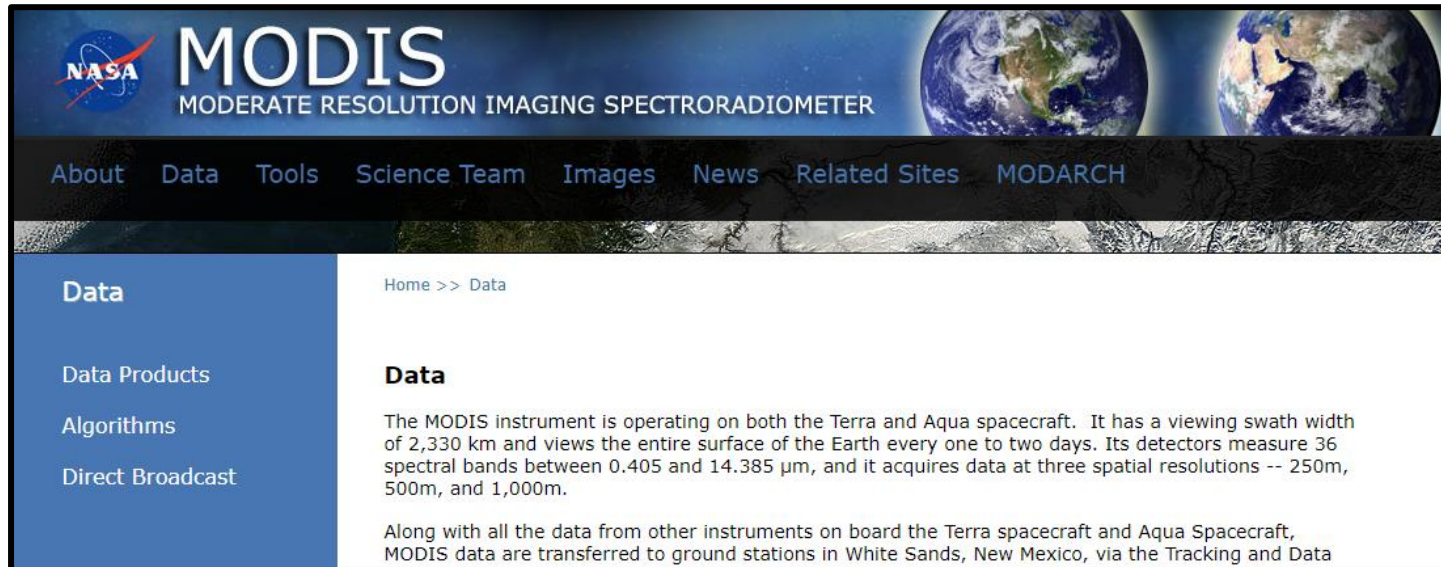 NASA
MODIS
MODERATE RESOLUTION IMAGING SPECTRORADIOMETER
About Data Tools Science Team Images News Related Sites MODARCH
Data
Data Products
Algorithms
Direct Broadcast
Home >> Data
Data
The MODIS instrument is operating on both the Terra and Aqua spacecraft.  It has a viewing swath width
of 2,330 km and views the entire surface of the Earth every one to two days. Its detectors measure 36
spectral bands between 0.405 and 14.385 µm, and it acquires data at three spatial resolutions -- 250m,
500m, and 1,000m.
Along with all the data from other instruments on board the Terra spacecraft and Aqua Spacecraft,
MODIS data are transferred to ground stations in White Sands, New Mexico, via the Tracking and Data